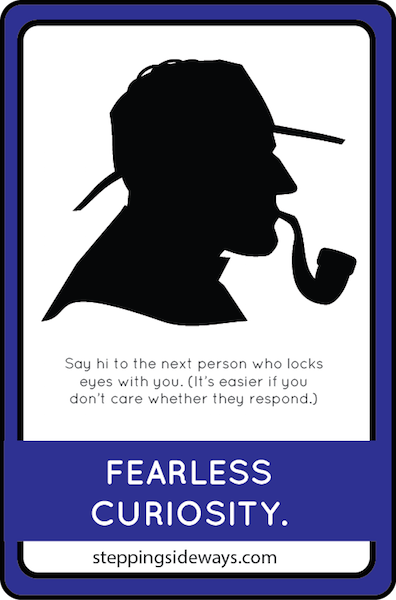 Say hi to the next person who locks
eyes with you. (It's easier if you
don't care whether they respond.)
FEARLESS
CURIOSITY.
steppingsideways.com